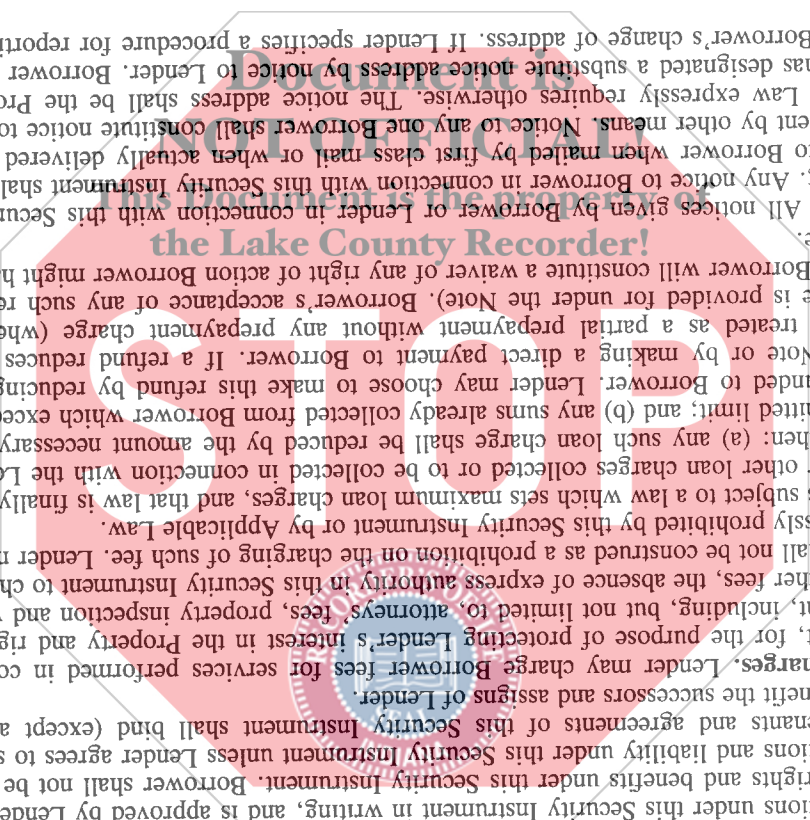 ions under this Security Instrument in writing, and is approved by Lende
rights and benefits under this Security Instrument. Borrower shall not be
tions and liability under this Security Instrument unless Lender agrees to
enants and agreements of this Security Instrument shall bind (except a
nefit the successors and assigns of Lender.
harges. Lender may charge Borrower fees for services performed in co
t, for the purpose of protecting Lender's interest in the Property and rig
nt, including, but not limited to, attorneys' fees, property inspection and
her fees, the absence of express authority in this Security Instrument to ch
all not be construed as a prohibition on the charging of such fee. Lender
ssly prohibited by this Security Instrument or by Applicable Law.
subject to a law which sets maximum loan charges, and that law is finally
other loan charges collected or to be collected in connection with the Lo
hen: (a) any such loan charge shall be reduced by the amount necessary
itted limit; and (b) any sums already collected from Borrower which exce
unded to Borrower. Lender may choose to make this refund by reducing
Note or by making a direct payment to Borrower. If a refund reduces
treated as a partial prepayment without any prepayment charge (whe
e is provided for under the Note). Borrower's acceptance of any such re
Borrower will constitute a waiver of any right of action Borrower might h
e.
All notices given by Borrower or Lender in connection with this Secur
g. Any notice to Borrower in connection with this Security Instrument shal
to Borrower when mailed by first class mail or when actually delivered
ent by other means. Notice to any one Borrower shall constitute notice to
Law expressly requires otherwise. The notice address shall be the Pro
has designated a substitute notice address by notice to Lender. Borrower
Borrower's change of address. If Lender specifies a procedure for reporti
Document is
NOT OFFICIAL
This Document is the property of
the Lake County Recorder!
STOP